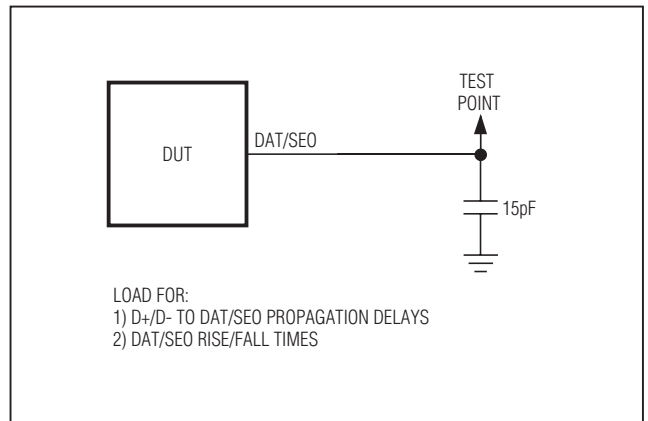 TEST
POINT
DAT/SEO
DUT
15pF
LOAD FOR:
1) D+/D- TO DAT/SEO PROPAGATION DELAYS
2) DAT/SEO RISE/FALL TIMES